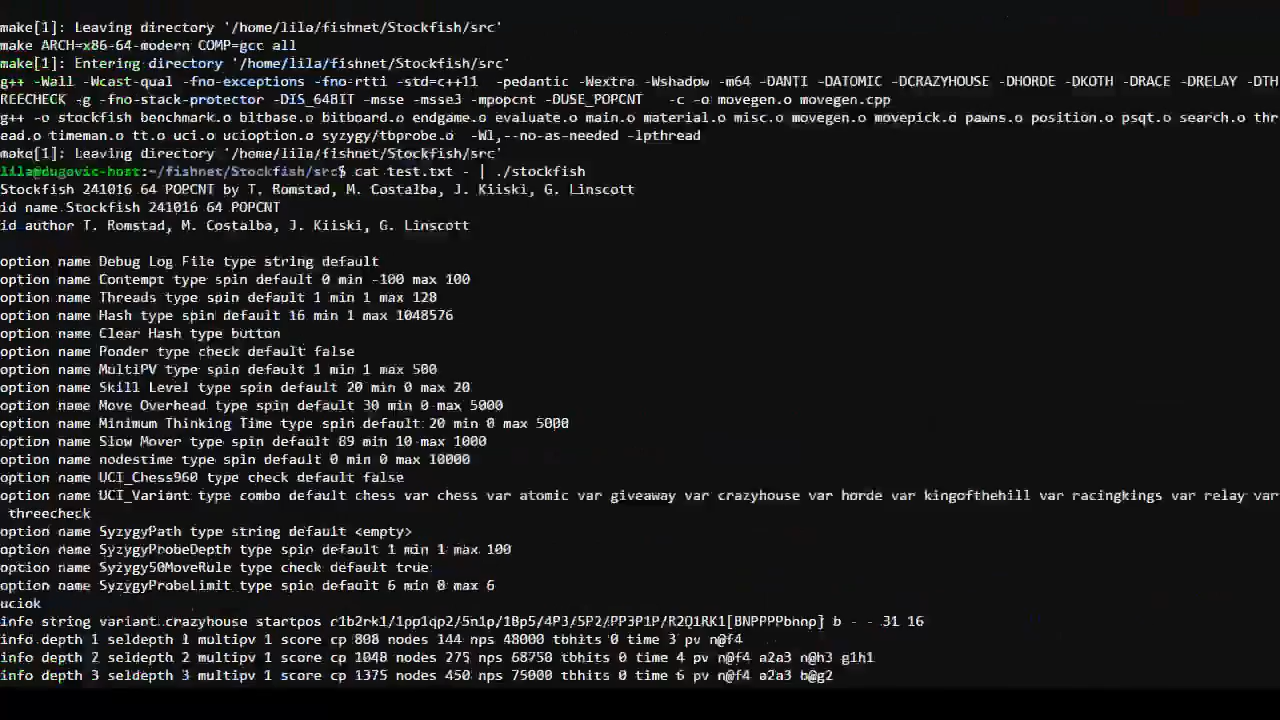 make[1]: Leaving directory '/home/lila/fishnet/Stockfish/src'
make ARCH=x86-64-modern COMP=gcc all
make[1]: Entering directory '/home/lila/fishnet/Stockfish/src'
g++ -Wall -Wcast-qual -fno-exceptions -fno-rtti -std=c++11  -pedantic -Wextra -Wshadow -m64 -DANTI -DATOMIC -DCRAZYHOUSE -DHORDE -DKOTH -DRACE -DRELAY -DTH
REECHECK -g -fno-stack-protector -DIS_64BIT -msse -msse3 -mpopcnt -DUSE_POPCNT   -c -o movegen.o movegen.cpp
g++ -o stockfish benchmark.o bitbase.o bitboard.o endgame.o evaluate.o main.o material.o misc.o movegen.o movepick.o pawns.o position.o psqt.o search.o thr
ead.o timeman.o tt.o uci.o ucioption.o syzygy/tbprobe.o  -Wl,--no-as-needed -lpthread
make[1]: Leaving directory '/home/lila/fishnet/Stockfish/src'
lila@dugovic-host:~/fishnet/Stockfish/src$ cat test.txt - | ./stockfish
Stockfish 241016 64 POPCNT by T. Romstad, M. Costalba, J. Kiiski, G. Linscott
id name Stockfish 241016 64 POPCNT
id author T. Romstad, M. Costalba, J. Kiiski, G. Linscott
option name Debug Log File type string default
option name Contempt type spin default 0 min -100 max 100
option name Threads type spin default 1 min 1 max 128
option name Hash type spin default 16 min 1 max 1048576
option name Clear Hash type button
option name Ponder type check default false
option name MultiPV type spin default 1 min 1 max 500
option name Skill Level type spin default 20 min 0 max 20
option name Move Overhead type spin default 30 min 0 max 5000
option name Minimum Thinking Time type spin default 20 min 0 max 5000
option name Slow Mover type spin default 89 min 10 max 1000
option name nodestime type spin default 0 min 0 max 10000
option name UCI_Chess960 type check default false
option name UCI_Variant type combo default chess var chess var atomic var giveaway var crazyhouse var horde var kingofthehill var racingkings var relay var
threecheck
option name SyzygyPath type string default <empty>
option name SyzygyProbeDepth type spin default 1 min 1 max 100
option name Syzygy50MoveRule type check default true
option name SyzygyProbeLimit type spin default 6 min 0 max 6
uciok
info string variant crazyhouse startpos r1b2rk1/1pp1qp2/5n1p/1Bp5/4P3/5P2/PP3P1P/R2Q1RK1[BNPPPPbnnp] b - - 31 16
info depth 1 seldepth 1 multipv 1 score cp 808 nodes 144 nps 48000 tbhits 0 time 3 pv n@f4
info depth 2 seldepth 2 multipv 1 score cp 1048 nodes 275 nps 68750 tbhits 0 time 4 pv n@f4 a2a3 n@h3 g1h1
info depth 3 seldepth 3 multipv 1 score cp 1375 nodes 450 nps 75000 tbhits 0 time 6 pv n@f4 a2a3 b@g2